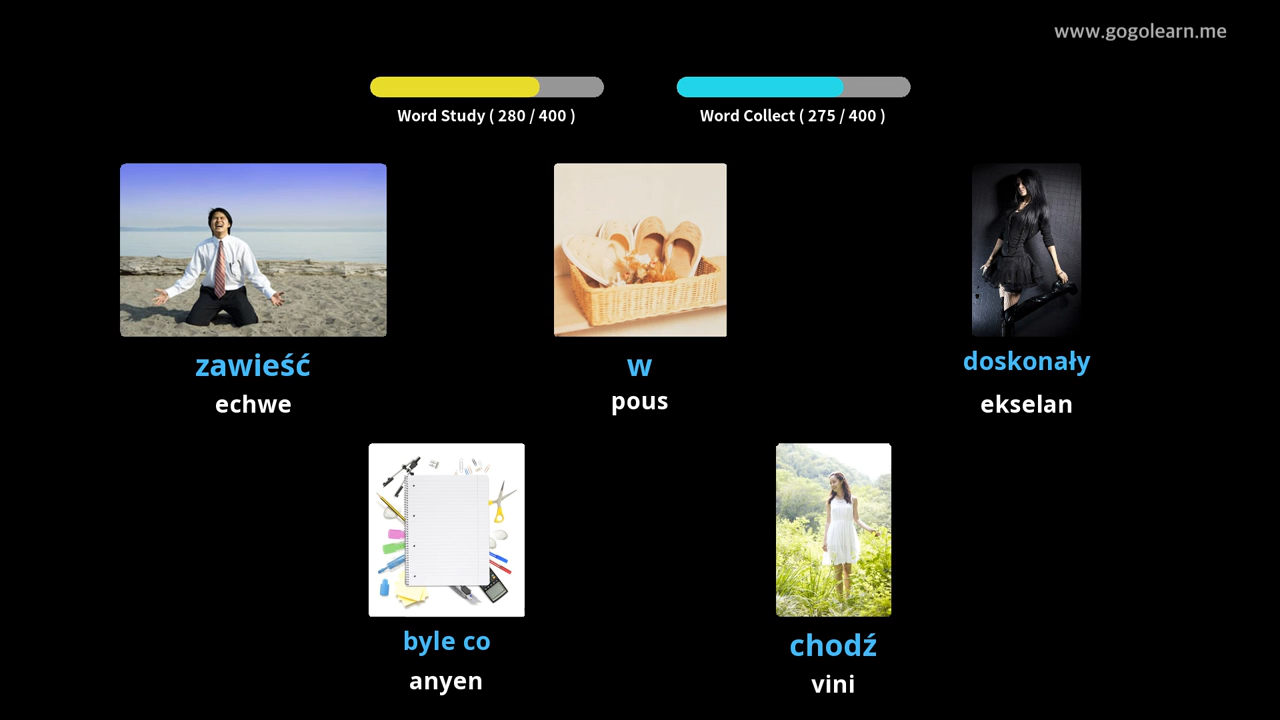 www.gogolearn.me
Word Study ( 280 / 400 )
Word Collect ( 275 / 400 )
zawieść
echwe
w
pous
doskonały
ekselan
byle co
anyen
chodź
vini